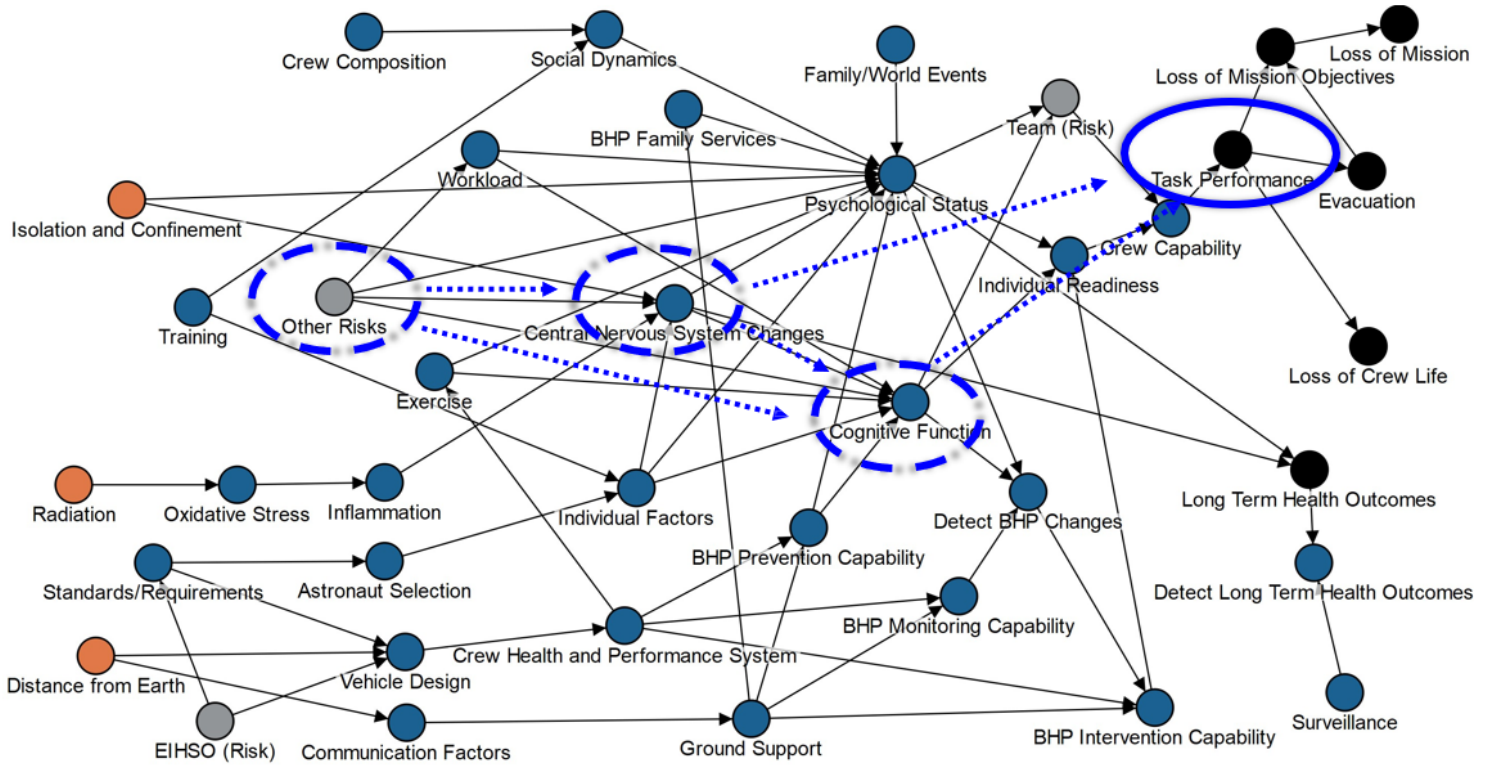 Crew Composition
Social Dynamics
Family/World Events
Loss of Mission
Loss of Mission Objectives
BHP Family Services
Team (Risk)
Workload
Task Performance
Psychological Status
Evacuation
Isolation and Confinement
Crew Capability
Individual Readiness
Training
Other Risks
Central Nervous System Changes
Loss of Crew Life
Exercise
Cognitive Function
Radiation
Oxidative Stress
Inflammation
Individual Factors
Detect BHP Changes
Long Term Health Outcomes
BHP Prevention Capability
Standards/Requirements
Astronaut Selection
Detect Long Term Health Outcomes
BHP Monitoring Capability
Crew Health and Performance System
Distance from Earth
Vehicle Design
EIHSO (Risk)
Communication Factors
Ground Support
BHP Intervention Capability
Surveillance